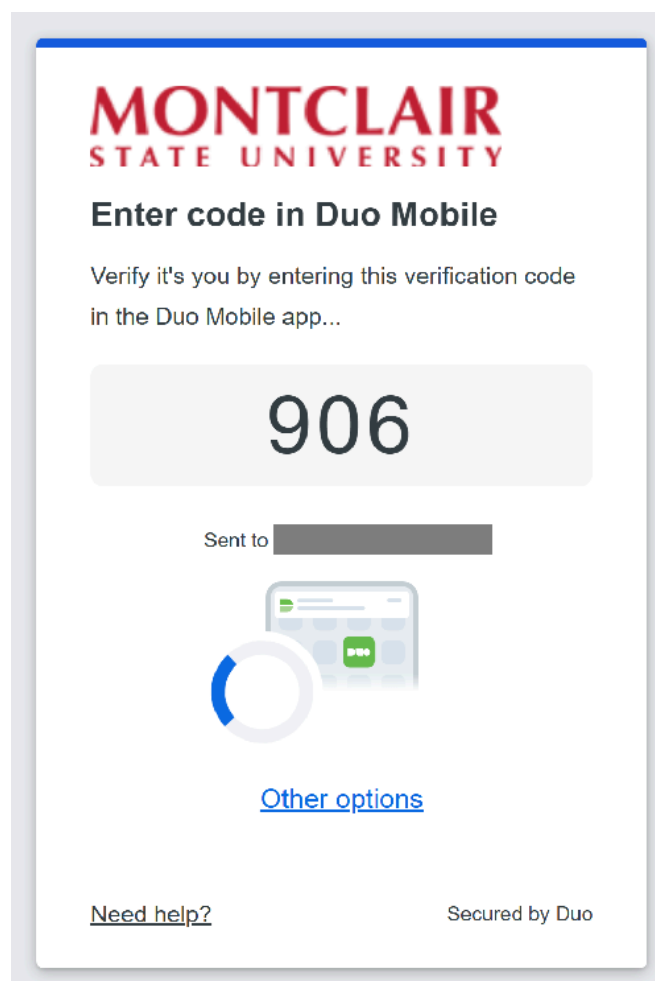 MONTCLAIR
STATE UNIVERSITY
Enter code in Duo Mobile
Verify it's you by entering this verification code
in the Duo Mobile app...
906
Sent to
DUO
Other options
Need help?
Secured by Duo